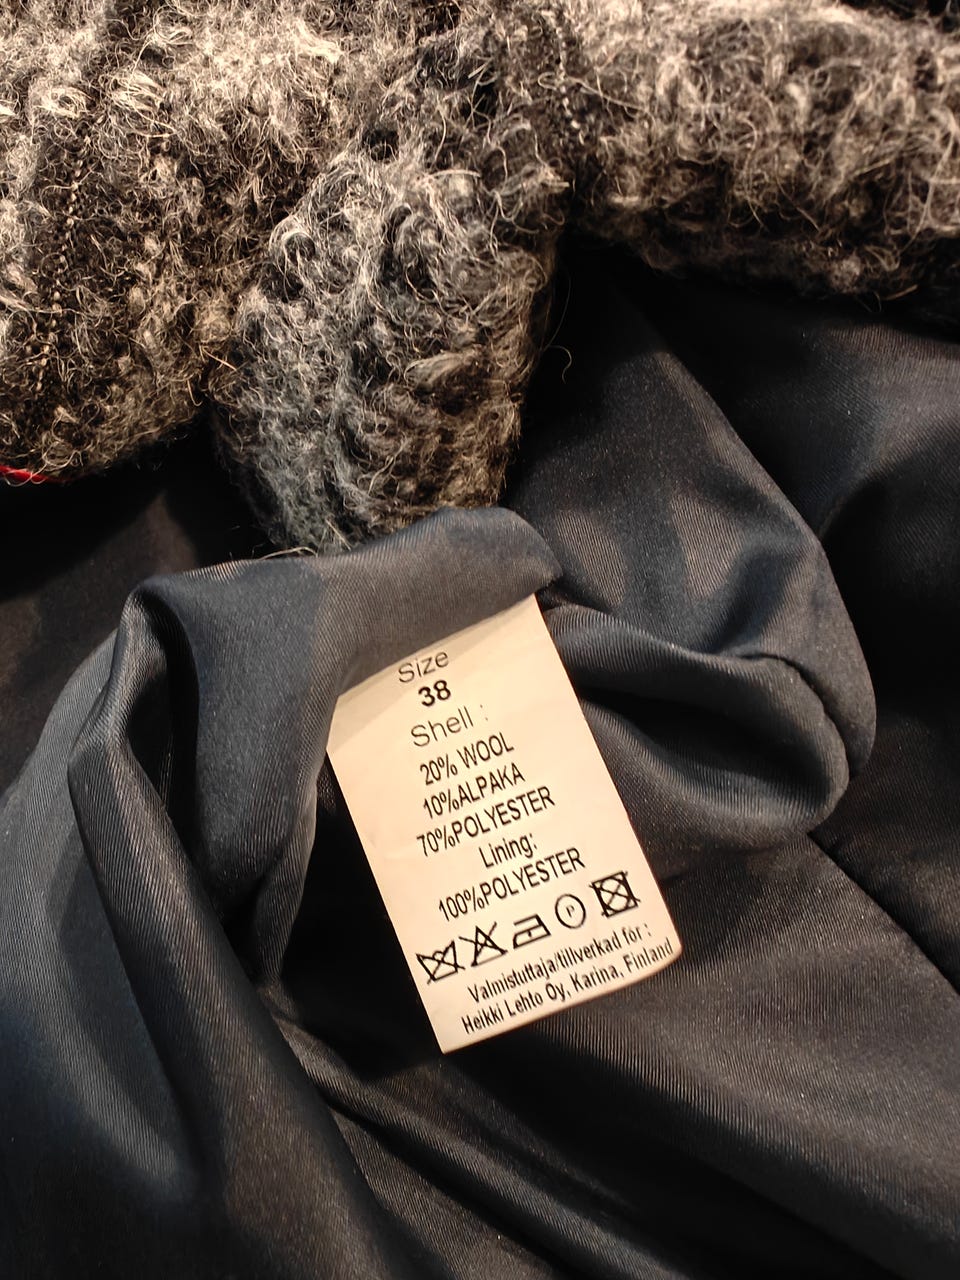 Size
38
Shell :
20% WOOL
10%ALPAKA
70%POLYESTER
Lining:
100%POLYESTER
P
Valmistuttaja/tillverkad för :
Heikki Lehto Oy, Karina, Finland